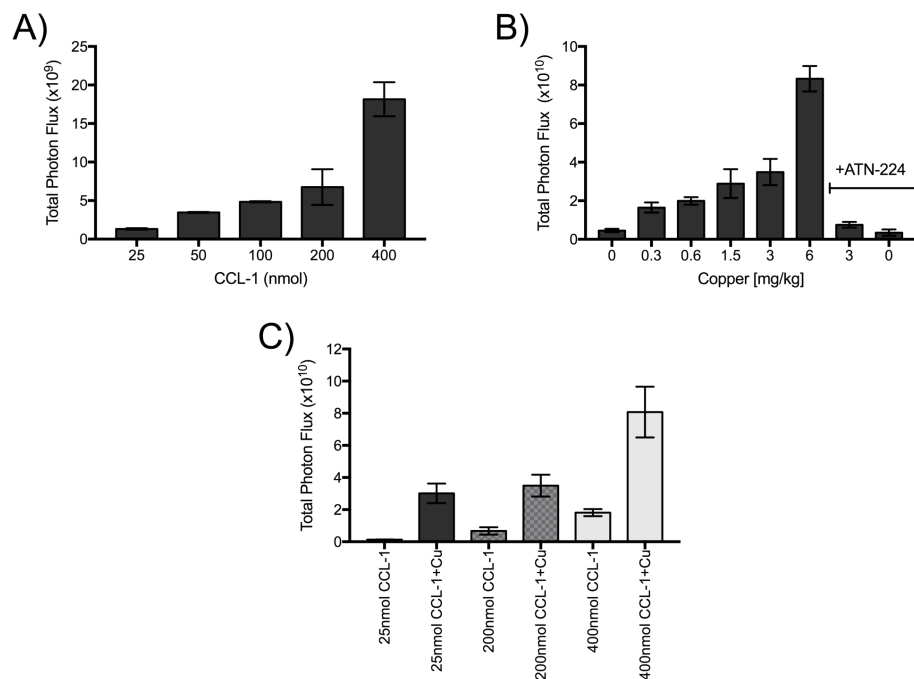 A)
Total Photon Flux (x10⁹)
25
20
15
10
5
0
25 50 100 200 400
CCL-1 (nmol)
B)
Total Photon Flux (x10¹⁰)
10
8
6
4
2
0
+ATN-224
0 0.3 0.6 1.5 3 6 3 0
Copper [mg/kg]
C)
Total Photon Flux (x10¹⁰)
12
10
8
6
4
2
0
25nmol CCL-1
25nmol CCL-1+Cu
200nmol CCL-1
200nmol CCL-1+Cu
400nmol CCL-1
400nmol CCL-1+Cu